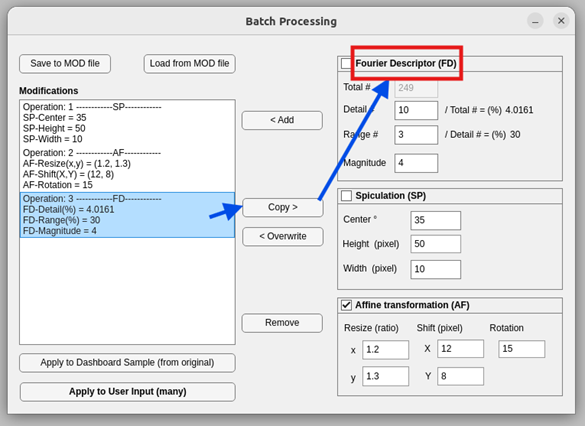 Batch Processing
Save to MOD file
Load from MOD file
Modifications
Operation: 1 ------------SP------------
SP-Center = 35
SP-Height = 50
SP-Width = 10
Operation: 2 ------------AF------------
AF-Resize(x,y) = (1.2, 1.3)
AF-Shift(X,Y) = (12, 8)
AF-Rotation = 15
Operation: 3 ------------FD------------
FD-Detail(%) = 4.0161
FD-Range(%) = 30
FD-Magnitude = 4
Apply to Dashboard Sample (from original)
Apply to User Input (many)
< Add
Copy >
< Overwrite
Remove
Fourier Descriptor (FD)
Total # 249
Detail # 10 / Total # = (%) 4.0161
Range # 3 / Detail # = (%) 30
Magnitude 4
Spiculation (SP)
Center ° 35
Height (pixel) 50
Width (pixel) 10
Affine transformation (AF)
Resize (ratio) Shift (pixel) Rotation
x 1.2 X 12 15
y 1.3 Y 8